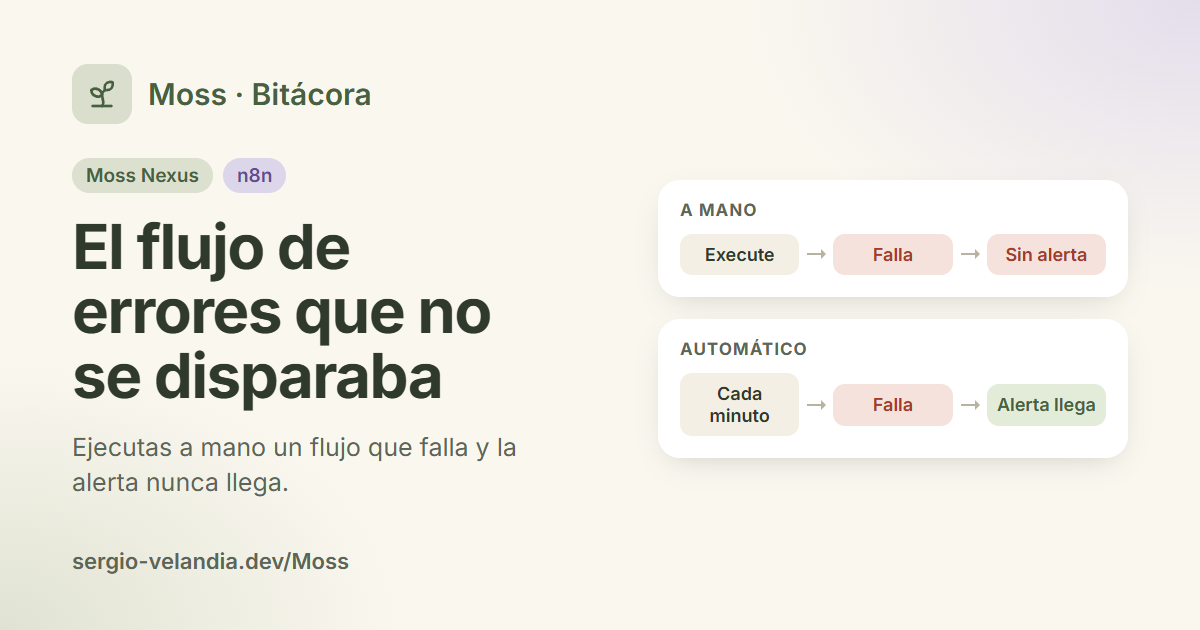 Moss · Bitácora
Moss Nexus
n8n
El flujo de
errores que no
se disparaba
Ejecutas a mano un flujo que falla y la
alerta nunca llega.
sergio-velandia.dev/Moss
A MANO
Execute → Falla → Sin alerta
AUTOMÁTICO
Cada
minuto → Falla → Alerta llega